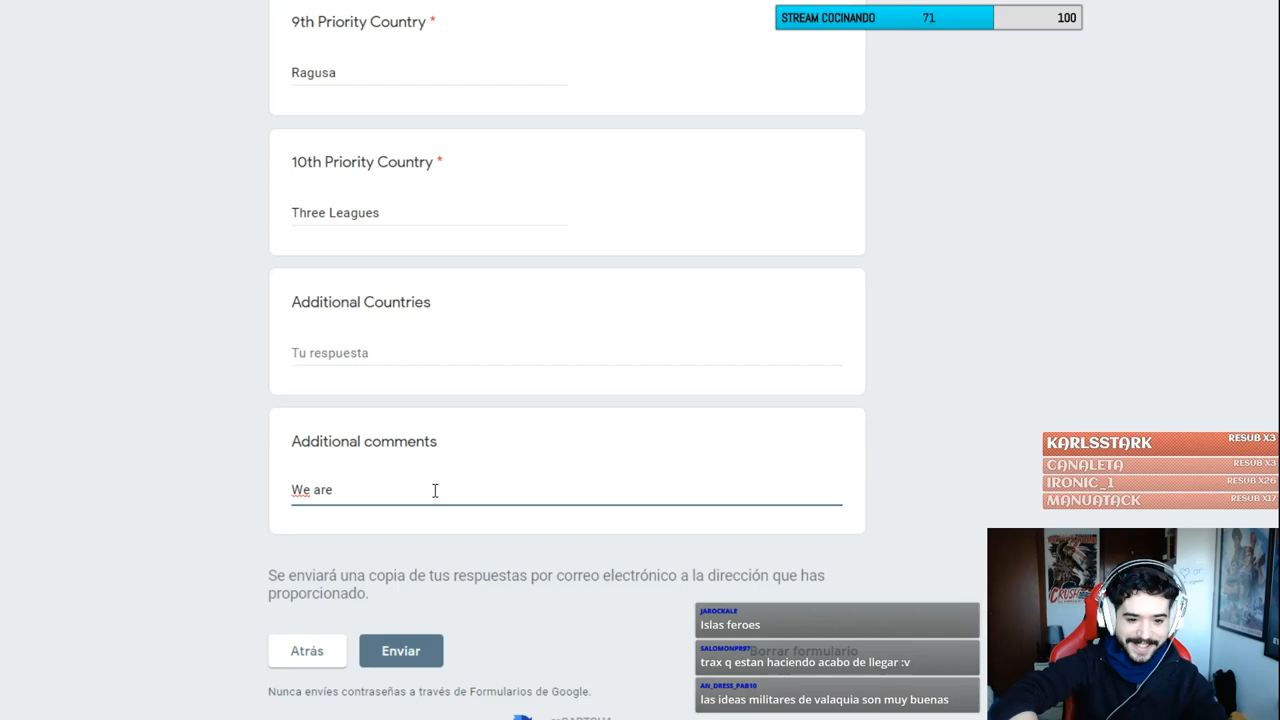 9th Priority Country *
STREAM COCINANDO 71 100
Ragusa
10th Priority Country *
Three Leagues
Additional Countries
Tu respuesta
Additional comments
We are
KARLSSTARK RESUB X3
CANALETA RESUB X3
IRONIC_1 RESUB X26
MANUATACK RESUB X17
Se enviará una copia de tus respuestas por correo electrónico a la dirección que has
proporcionado.
JAROCKALE
Islas feroes
Atrás
Enviar
Borrar formulario
SALOMONPR97
trax q estan haciendo acabo de llegar :v
AN_DRESS_PAB10
las ideas militares de valaquia son muy buenas
Nunca envíes contraseñas a través de Formularios de Google.
reCAPTCHA
CRUSH